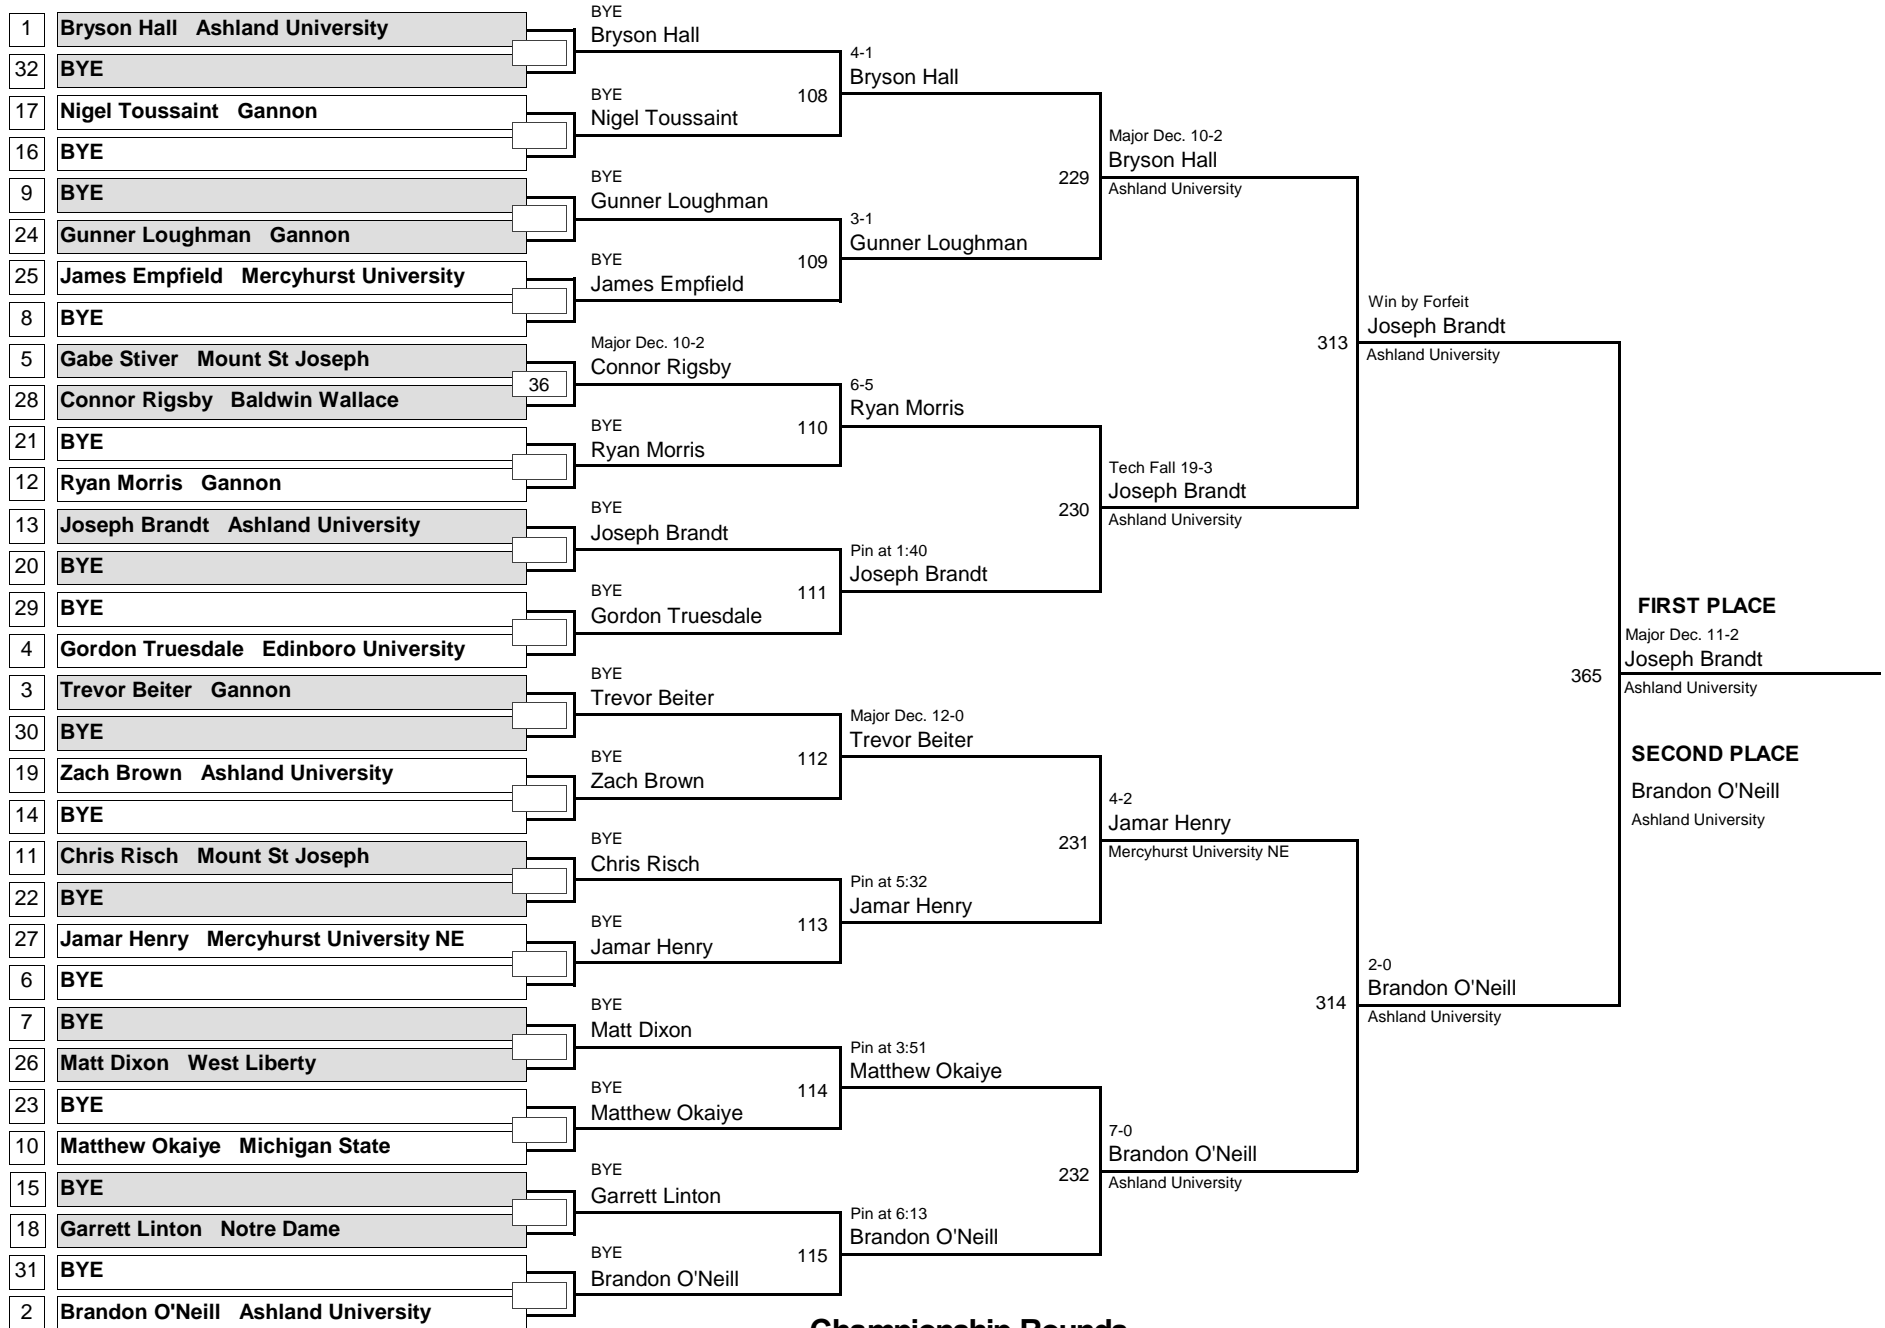 1 Bryson Hall Ashland University
32 BYE
17 Nigel Toussaint Gannon
16 BYE
9 BYE
24 Gunner Loughman Gannon
25 James Empfield Mercyhurst University
8 BYE
5 Gabe Stiver Mount St Joseph
28 Connor Rigsby Baldwin Wallace
21 BYE
12 Ryan Morris Gannon
13 Joseph Brandt Ashland University
20 BYE
29 BYE
4 Gordon Truesdale Edinboro University
3 Trevor Beiter Gannon
30 BYE
19 Zach Brown Ashland University
14 BYE
11 Chris Risch Mount St Joseph
22 BYE
27 Jamar Henry Mercyhurst University NE
6 BYE
7 BYE
26 Matt Dixon West Liberty
23 BYE
10 Matthew Okaiye Michigan State
15 BYE
18 Garrett Linton Notre Dame
31 BYE
2 Brandon O'Neill Ashland University
36
BYE
Bryson Hall
BYE
Nigel Toussaint
BYE
Gunner Loughman
BYE
James Empfield
Major Dec. 10-2
Connor Rigsby
BYE
Ryan Morris
BYE
Joseph Brandt
BYE
Gordon Truesdale
BYE
Trevor Beiter
BYE
Zach Brown
BYE
Chris Risch
BYE
Jamar Henry
BYE
Matt Dixon
BYE
Matthew Okaiye
BYE
Garrett Linton
BYE
Brandon O'Neill
108
109
110
111
112
113
114
115
4-1
Bryson Hall
3-1
Gunner Loughman
6-5
Ryan Morris
Pin at 1:40
Joseph Brandt
Major Dec. 12-0
Trevor Beiter
Pin at 5:32
Jamar Henry
Pin at 3:51
Matthew Okaiye
Pin at 6:13
Brandon O'Neill
229
230
231
232
Major Dec. 10-2
Bryson Hall
Ashland University
Tech Fall 19-3
Joseph Brandt
Ashland University
4-2
Jamar Henry
Mercyhurst University NE
7-0
Brandon O'Neill
Ashland University
313
314
Win by Forfeit
Joseph Brandt
Ashland University
2-0
Brandon O'Neill
Ashland University
365
FIRST PLACE
Major Dec. 11-2
Joseph Brandt
Ashland University
SECOND PLACE
Brandon O'Neill
Ashland University
Championship Rounds